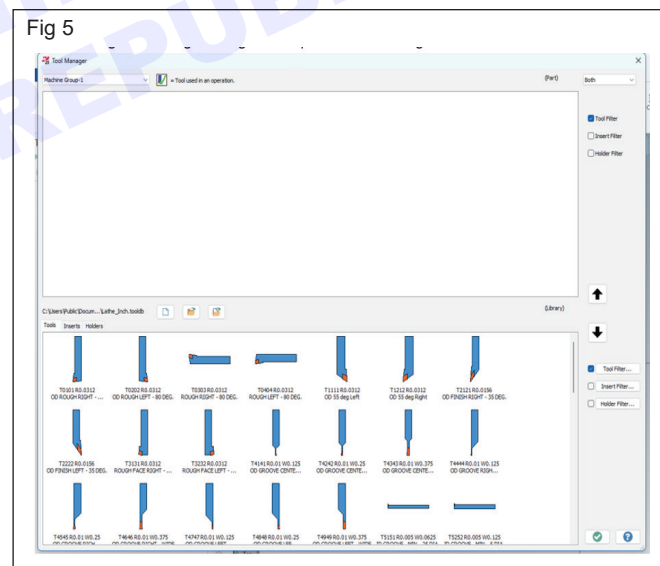 Fig 5
Tool Manager
Machine Group-1
= Tool used in an operation.
(Part)
Both
Tool Filter
Insert Filter
Holder Filter
C:\Users\Public\Docum...\Lathe_Inch.tooldb
(Library)
Tools Inserts Holders
T0101 R0.0312 T0202 R0.0312 T0303 R0.0312 T0404 R0.0312 T1111 R0.0312 T1212 R0.0312 T2121 R0.0156
OD ROUGH RIGHT - ... OD ROUGH LEFT - 80 DEG. ROUGH RIGHT - 80 DEG. ROUGH LEFT - 80 DEG. OD 55 deg Left OD 55 deg Right OD FINISH RIGHT - 35 DEG.
Tool Filter...
Insert Filter...
Holder Filter...
T2222 R0.0156 T3131 R0.0312 T3232 R0.0312 T4141 R0.01 W0.125 T4242 R0.01 W0.25 T4343 R0.01 W0.375 T4444 R0.01 W0.125
OD FINISH LEFT - 35 DEG. ROUGH FACE RIGHT - ... ROUGH FACE LEFT - ... OD GROOVE CENTE... OD GROOVE CENTE... OD GROOVE CENTE... OD GROOVE RIGH...
T4545 R0.01 W0.25 T4646 R0.01 W0.375 T4747 R0.01 W0.125 T4848 R0.01 W0.25 T4949 R0.01 W0.375 T5151 R0.005 W0.0625 T5252 R0.005 W0.125